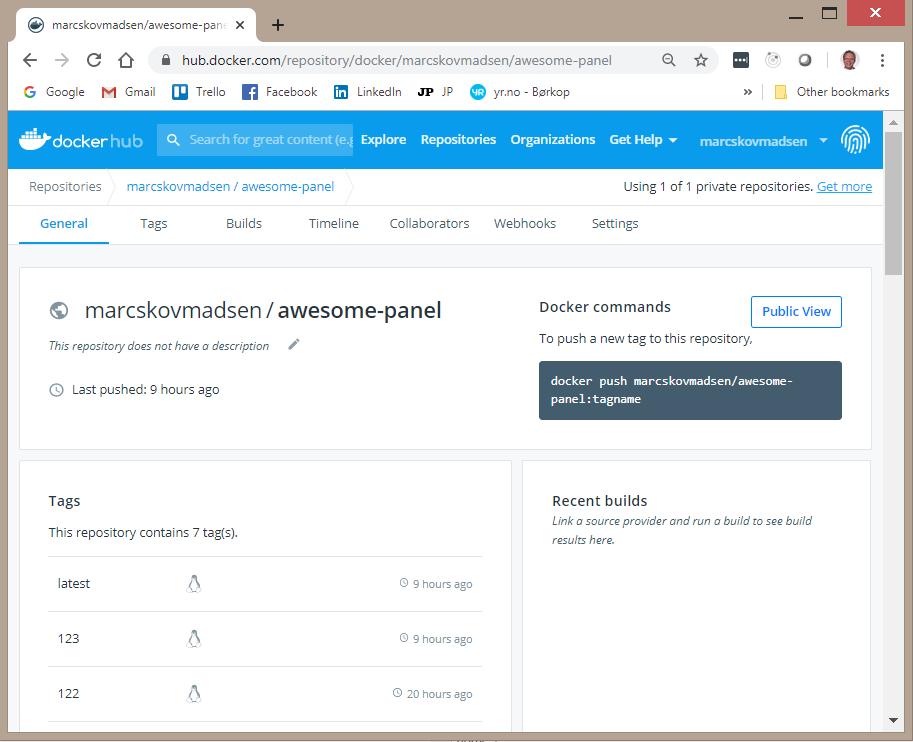 marcskovmadsen/awesome-pane
hub.docker.com/repository/docker/marcskovmadsen/awesome-panel
Google Gmail Trello Facebook LinkedIn JP JP YR yr.no - Børkop » Other bookmarks
dockerhub Search for great content (e.g Explore Repositories Organizations Get Help marcskovmadsen
Repositories marcskovmadsen / awesome-panel Using 1 of 1 private repositories. Get more
General Tags Builds Timeline Collaborators Webhooks Settings
marcskovmadsen / awesome-panel
This repository does not have a description
Last pushed: 9 hours ago
Docker commands
Public View
To push a new tag to this repository,
docker push marcskovmadsen/awesome-
panel:tagname
Tags
This repository contains 7 tag(s).
latest 9 hours ago
123 9 hours ago
122 20 hours ago
Recent builds
Link a source provider and run a build to see build
results here.